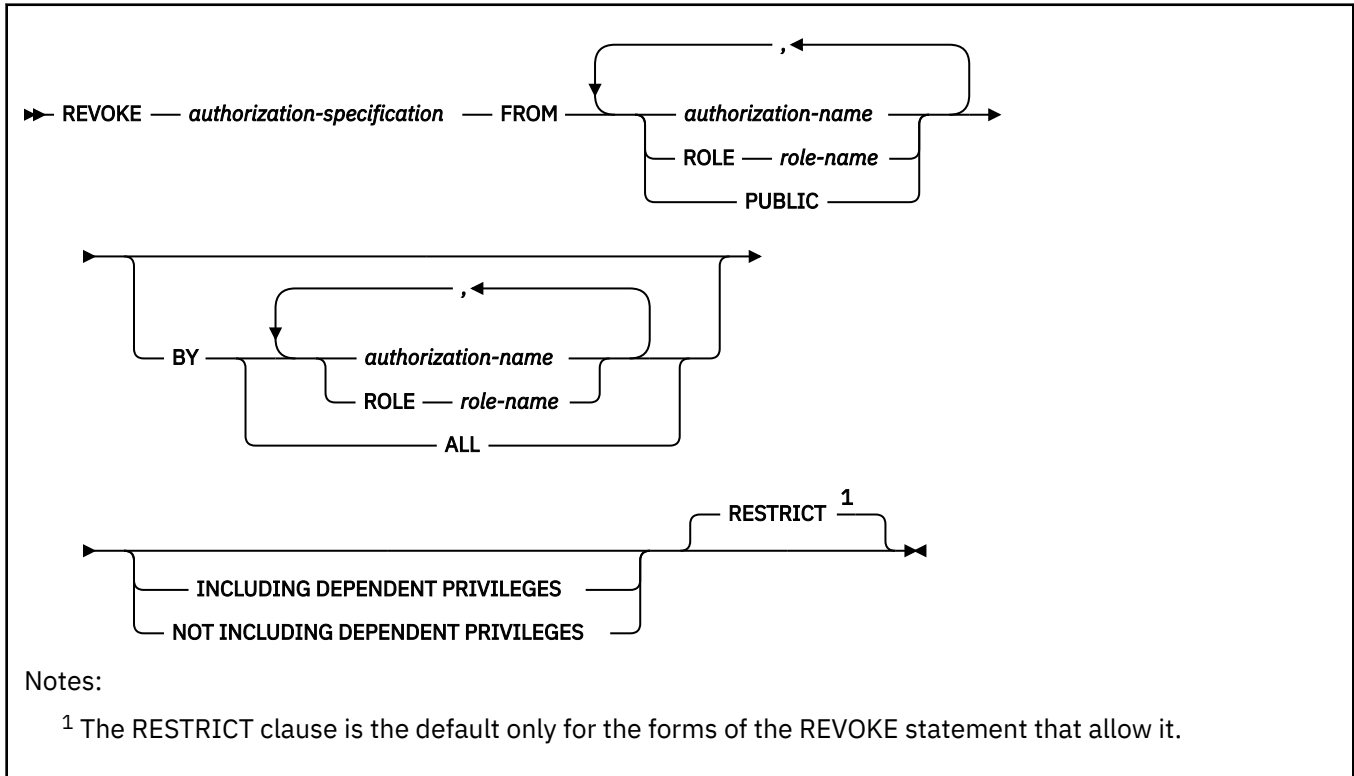 ,
REVOKE authorization-specification FROM authorization-name
ROLE role-name
PUBLIC
,
BY authorization-name
ROLE role-name
ALL
RESTRICT 1
INCLUDING DEPENDENT PRIVILEGES
NOT INCLUDING DEPENDENT PRIVILEGES
Notes:
1 The RESTRICT clause is the default only for the forms of the REVOKE statement that allow it.